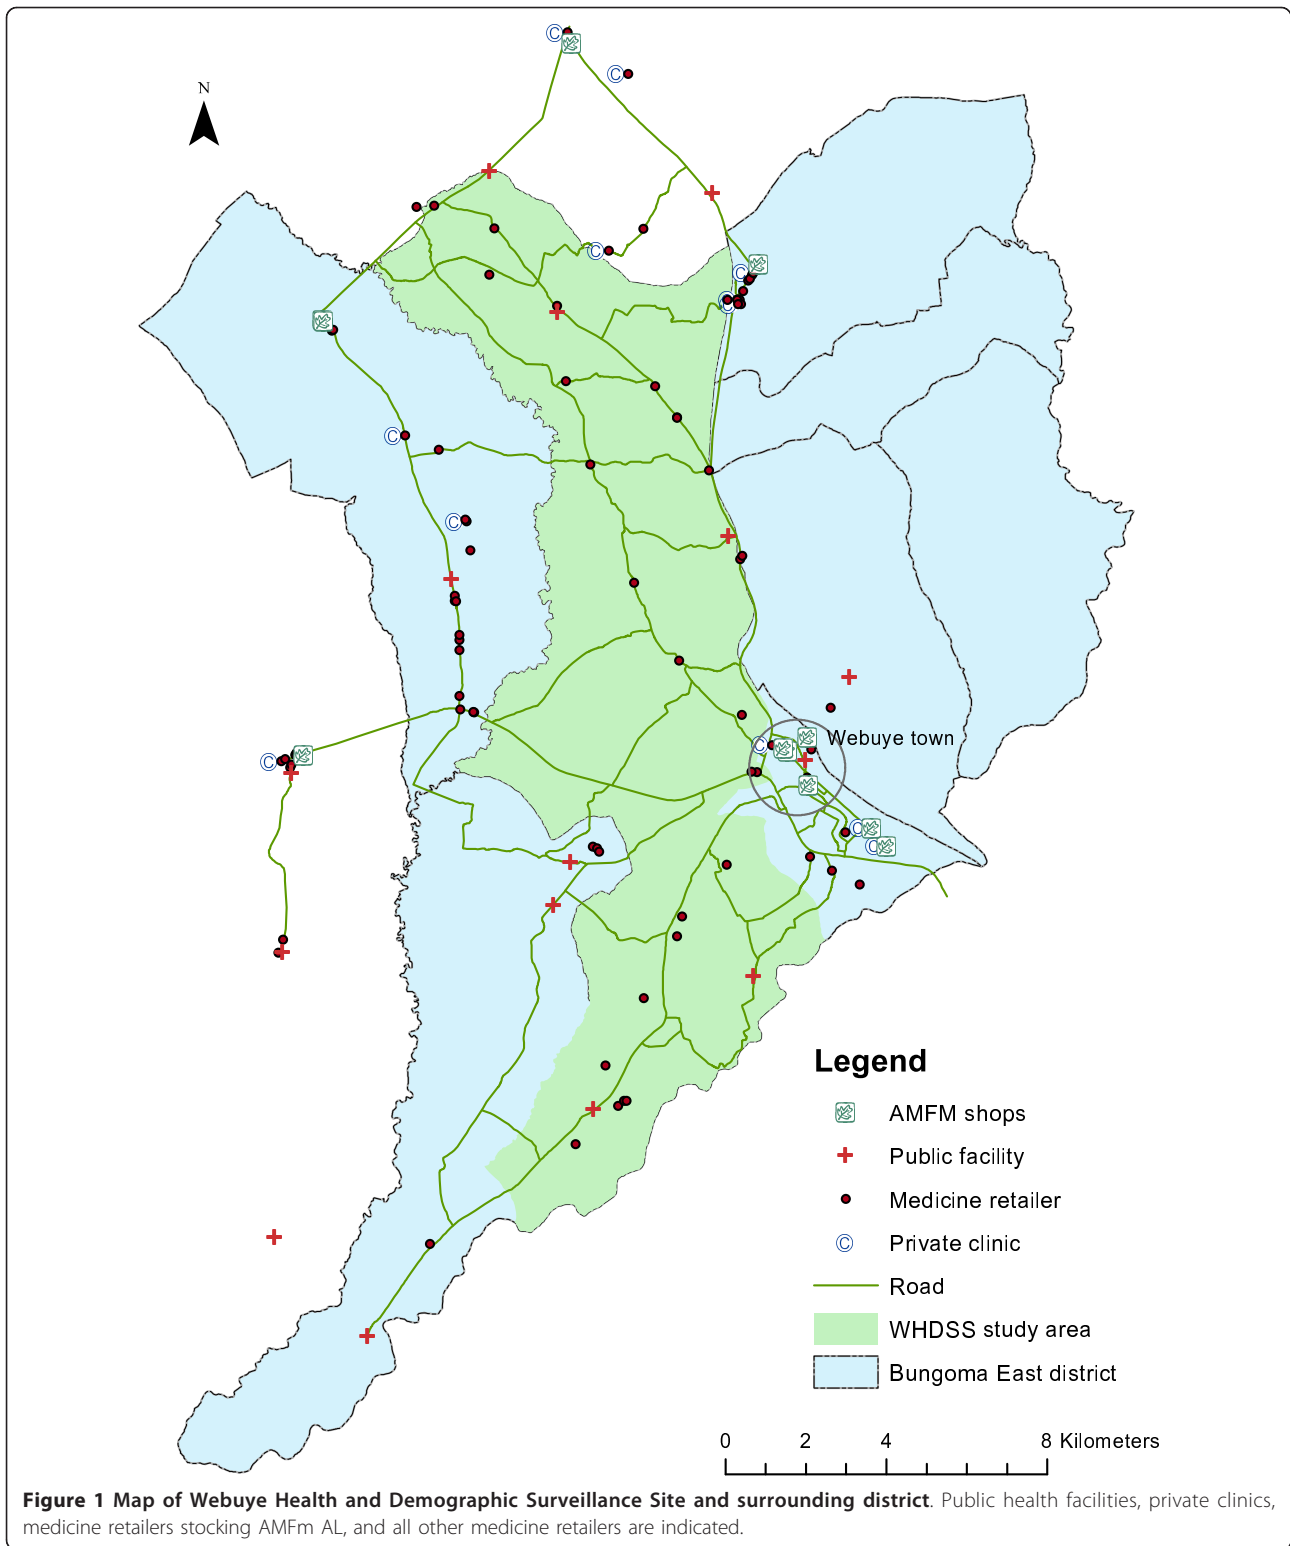 N
Webuye town
Legend
AMFM shops
Public facility
Medicine retailer
Private clinic
Road
WHDSS study area
Bungoma East district
0 2 4 8 Kilometers
Figure 1 Map of Webuye Health and Demographic Surveillance Site and surrounding district. Public health facilities, private clinics,
medicine retailers stocking AMFm AL, and all other medicine retailers are indicated.